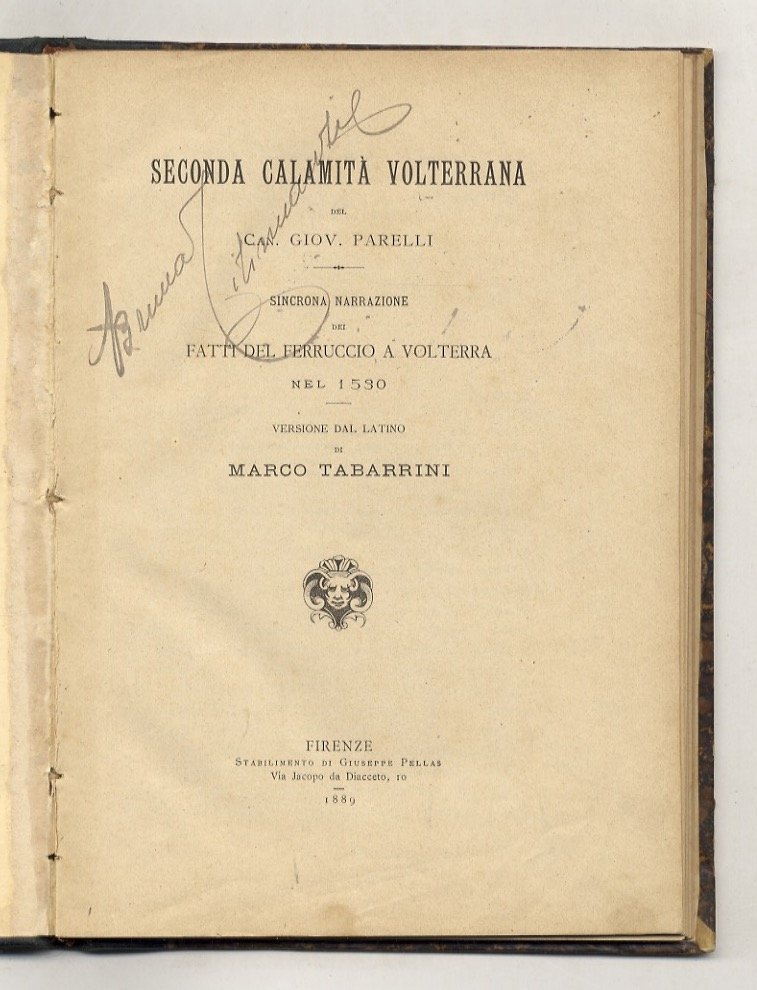 SECONDA CALAMITÀ VOLTERRANA
DEL
CAN. GIOV. PARELLI
SINCRONA NARRAZIONE
DEI
FATTI DEL FERRUCCIO A VOLTERRA
NEL 1530
VERSIONE DAL LATINO
DI
MARCO TABARRINI
FIRENZE
STABILIMENTO DI GIUSEPPE PELLAS
Via Jacopo da Diacceto, 10
1889